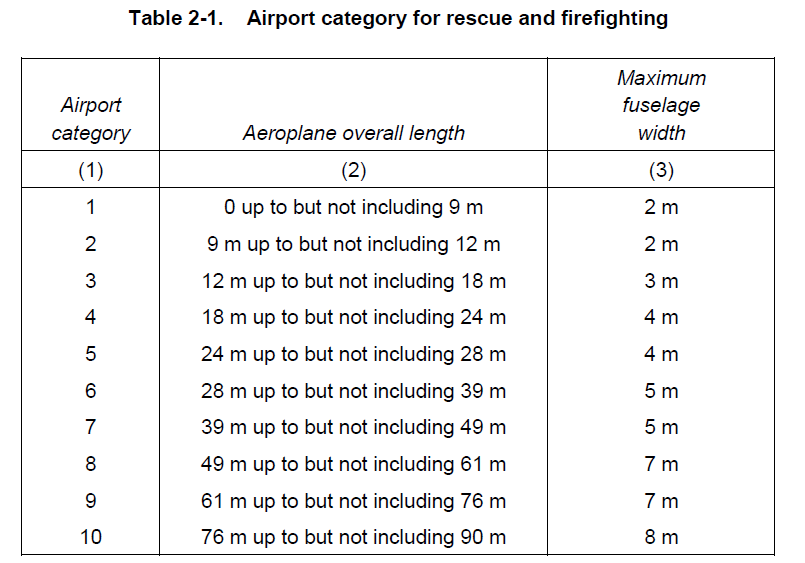 Table 2-1. Airport category for rescue and firefighting
Airport category Aeroplane overall length Maximum fuselage width
(1) (2) (3)
1 0 up to but not including 9 m 2 m
2 9 m up to but not including 12 m 2 m
3 12 m up to but not including 18 m 3 m
4 18 m up to but not including 24 m 4 m
5 24 m up to but not including 28 m 4 m
6 28 m up to but not including 39 m 5 m
7 39 m up to but not including 49 m 5 m
8 49 m up to but not including 61 m 7 m
9 61 m up to but not including 76 m 7 m
10 76 m up to but not including 90 m 8 m